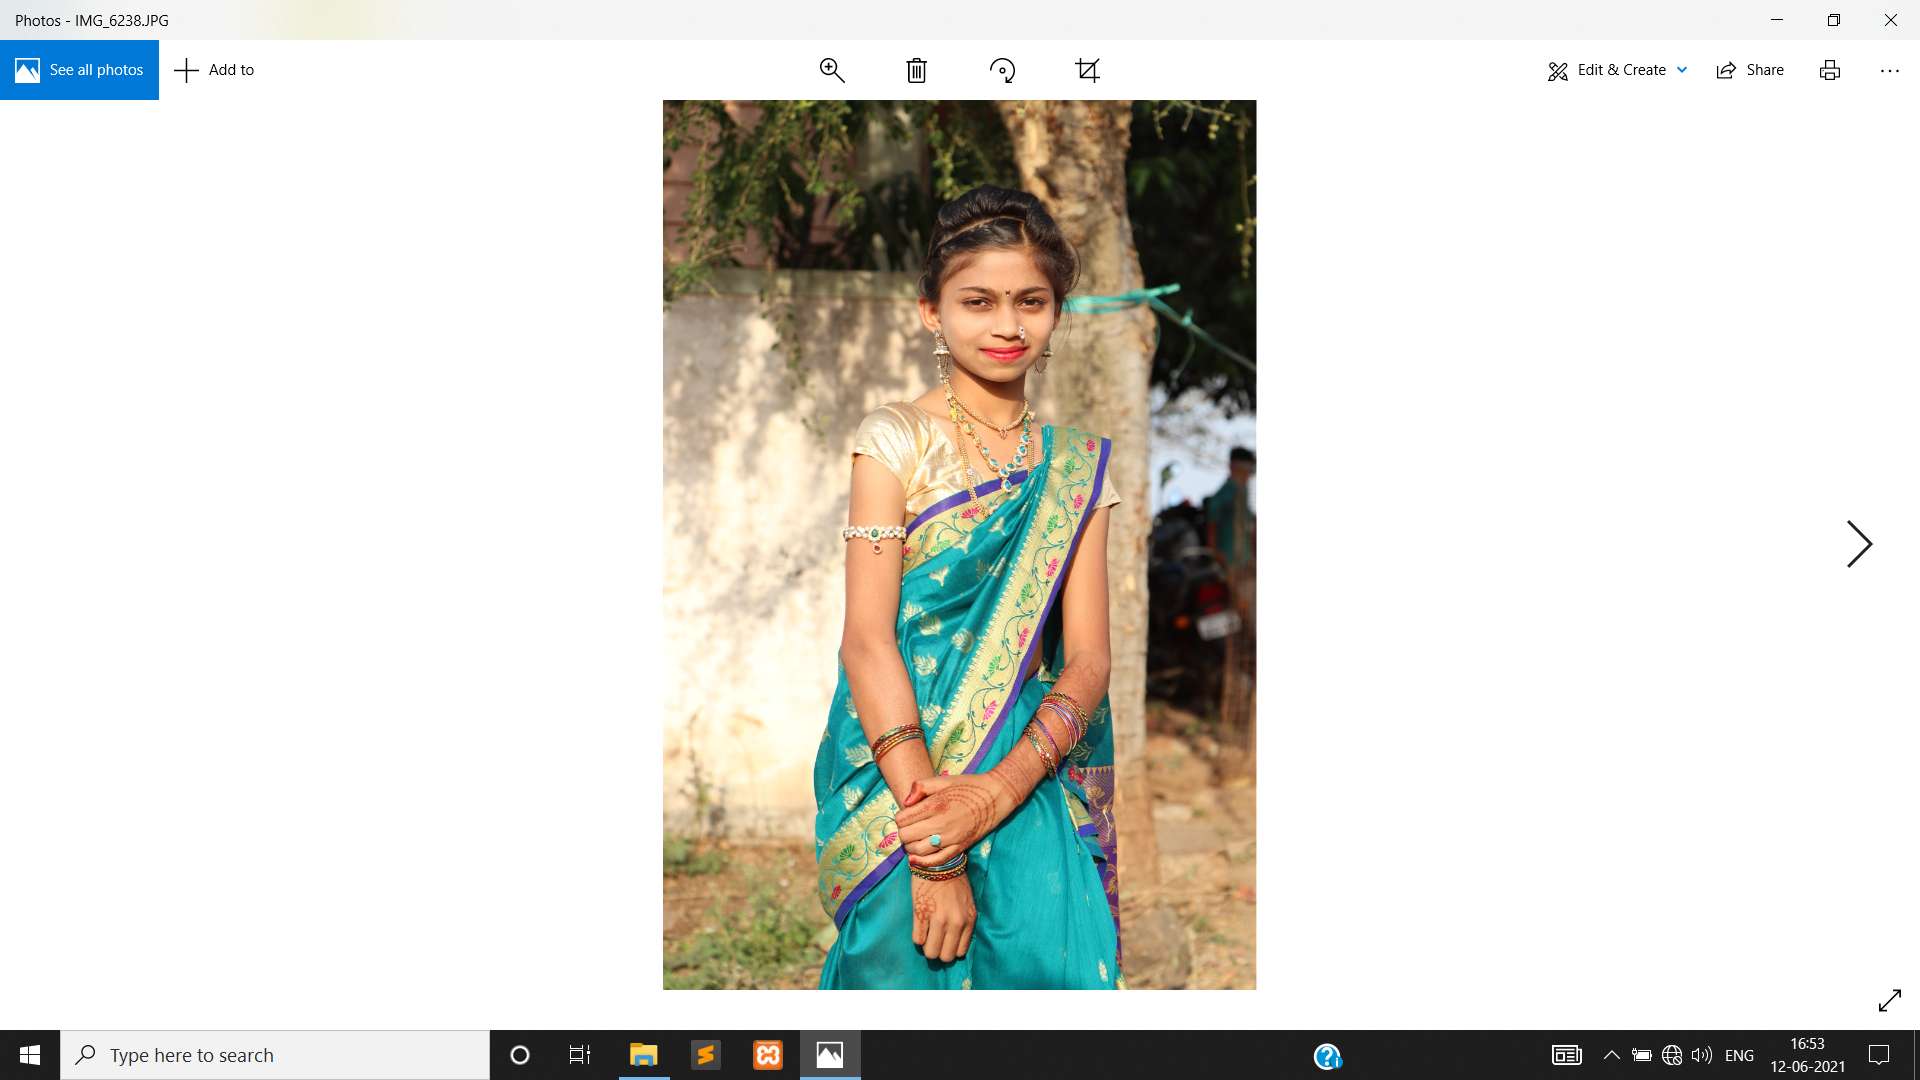 Photos - IMG_6238.JPG
See all photos
Add to
Edit & Create
Share
Type here to search
ENG
16:53
12-06-2021